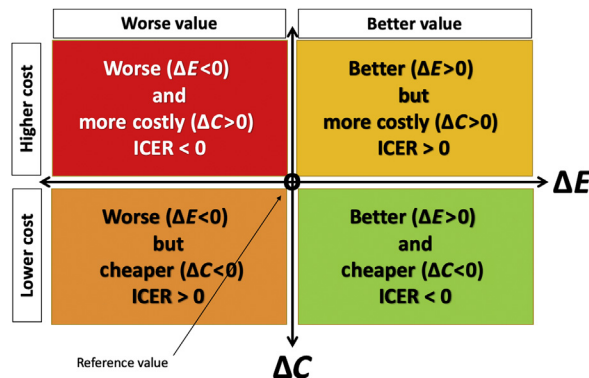 Worse value
Better value
Higher cost
Worse (ΔE<0)
and
more costly (ΔC>0)
ICER < 0
Better (ΔE>0)
but
more costly (ΔC>0)
ICER > 0
ΔE
Lower cost
Worse (ΔE<0)
but
cheaper (ΔC<0)
ICER > 0
Better (ΔE>0)
and
cheaper (ΔC<0)
ICER < 0
Reference value
ΔC